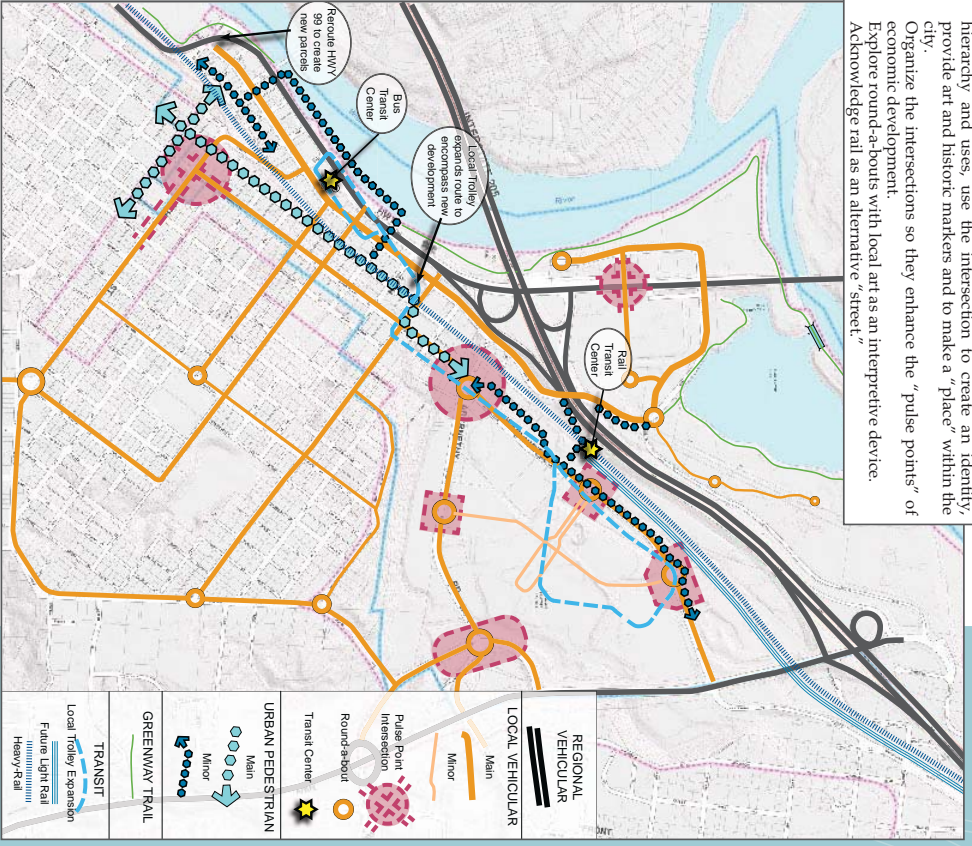 hierarchy and uses, use the intersection to create an identity,
provide art and historic markers and to make a "place" within the
city.
Organize the intersections so they enhance the "pulse points" of
economic development.
Explore round-a-bouts with local art as an interpretive device.
Acknowledge rail as an alternative "street."
Reroute HWY
99 to create
new parcels
Bus
Transit
Center
Local Trolley
expands route to
encompass new
development
Rail
Transit
Center
REGIONAL
VEHICULAR
LOCAL VEHICULAR
Main
Minor
Pulse Point
Intersection
Round-a-bout
Transit Center
URBAN PEDESTRIAN
Main
Minor
GREENWAY TRAIL
TRANSIT
Local Trolley Expansion
Future Light Rail
Heavy-Rail